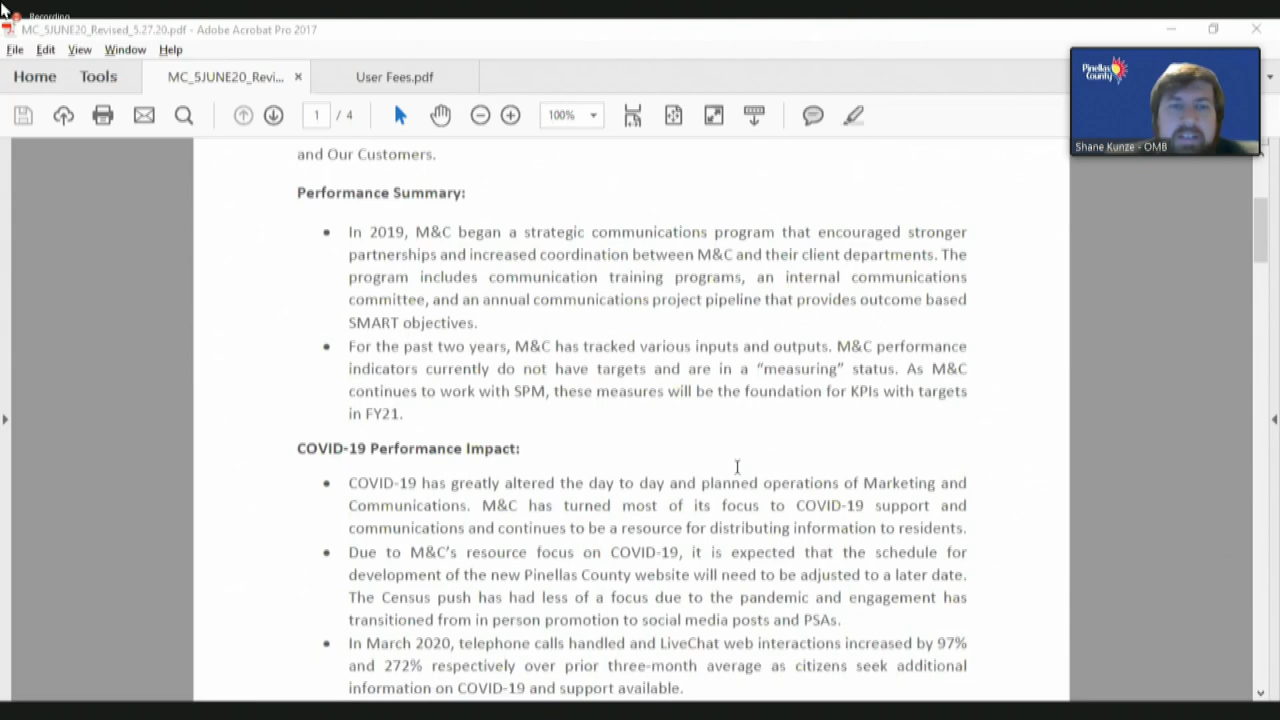 Recording
MC_5JUNE20_Revised_5.27.20.pdf - Adobe Acrobat Pro 2017
File Edit View Window Help
Home Tools MC_5JUNE20_Revi... × User Fees.pdf
1 / 4 100%
Pinellas
County
Shane Kunze - OMB
and Our Customers.
Performance Summary:
• In 2019, M&C began a strategic communications program that encouraged stronger
partnerships and increased coordination between M&C and their client departments. The
program includes communication training programs, an internal communications
committee, and an annual communications project pipeline that provides outcome based
SMART objectives.
• For the past two years, M&C has tracked various inputs and outputs. M&C performance
indicators currently do not have targets and are in a “measuring” status. As M&C
continues to work with SPM, these measures will be the foundation for KPIs with targets
in FY21.
COVID-19 Performance Impact:
• COVID-19 has greatly altered the day to day and planned operations of Marketing and
Communications. M&C has turned most of its focus to COVID-19 support and
communications and continues to be a resource for distributing information to residents.
• Due to M&C’s resource focus on COVID-19, it is expected that the schedule for
development of the new Pinellas County website will need to be adjusted to a later date.
The Census push has had less of a focus due to the pandemic and engagement has
transitioned from in person promotion to social media posts and PSAs.
• In March 2020, telephone calls handled and LiveChat web interactions increased by 97%
and 272% respectively over prior three-month average as citizens seek additional
information on COVID-19 and support available.